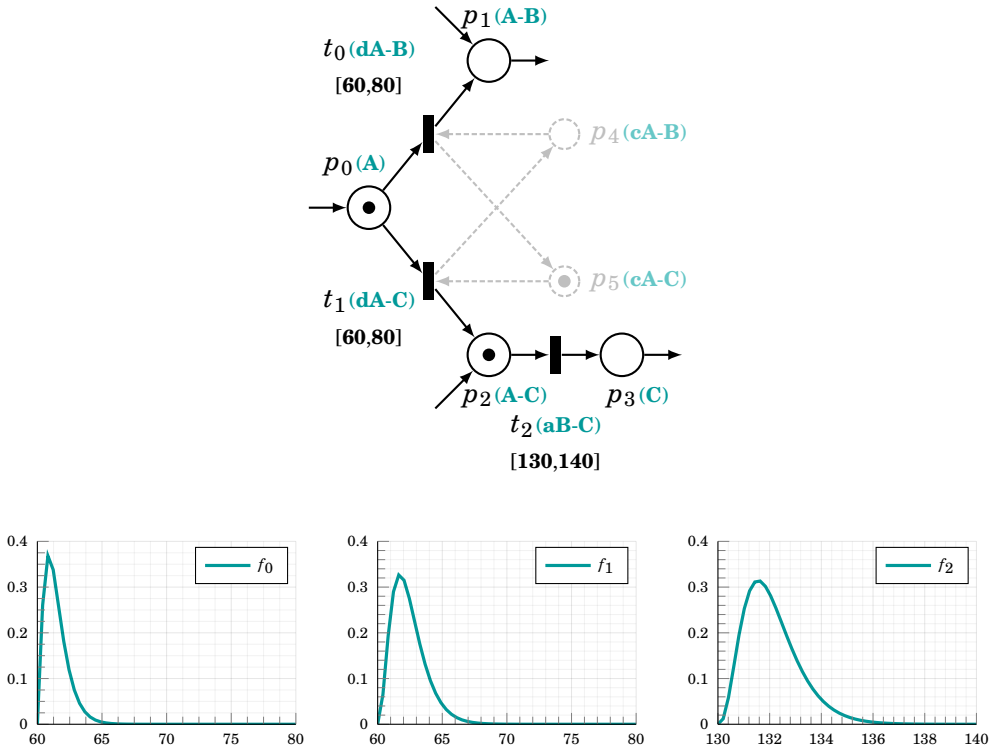 p1(A-B)
t0(dA-B)
[60,80]
p4(cA-B)
p0(A)
p5(cA-C)
t1(dA-C)
[60,80]
p2(A-C)
p3(C)
t2(aB-C)
[130,140]
0.4
0.3
0.2
0.1
0
60 65 70 75 80
f0
0.4
0.3
0.2
0.1
0
60 65 70 75 80
f1
0.4
0.3
0.2
0.1
0
130 132 134 136 138 140
f2